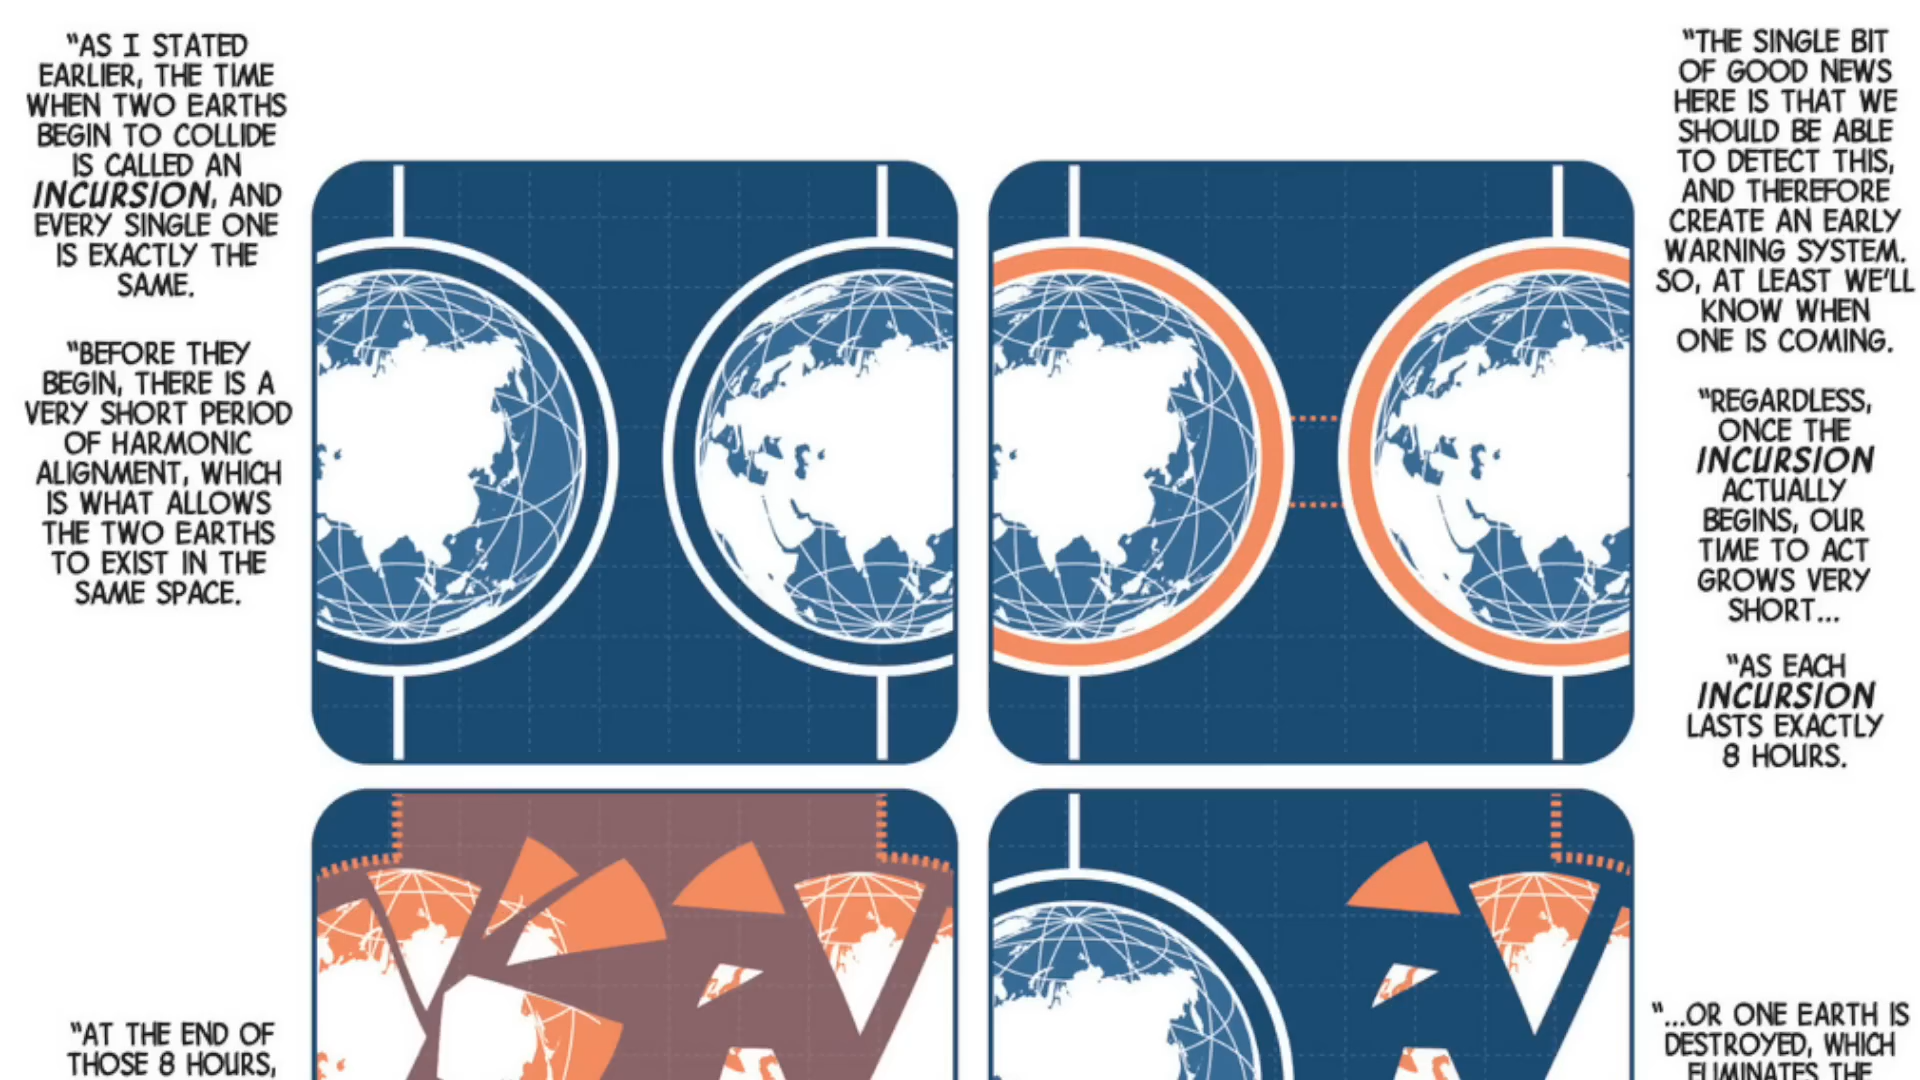 "AS I STATED
EARLIER, THE TIME
WHEN TWO EARTHS
BEGIN TO COLLIDE
IS CALLED AN
INCURSION, AND
EVERY SINGLE ONE
IS EXACTLY THE
SAME.
"BEFORE THEY
BEGIN, THERE IS A
VERY SHORT PERIOD
OF HARMONIC
ALIGNMENT, WHICH
IS WHAT ALLOWS
THE TWO EARTHS
TO EXIST IN THE
SAME SPACE.
"THE SINGLE BIT
OF GOOD NEWS
HERE IS THAT WE
SHOULD BE ABLE
TO DETECT THIS,
AND THEREFORE
CREATE AN EARLY
WARNING SYSTEM.
SO, AT LEAST WE'LL
KNOW WHEN
ONE IS COMING.
"REGARDLESS,
ONCE THE
INCURSION
ACTUALLY
BEGINS, OUR
TIME TO ACT
GROWS VERY
SHORT...
"AS EACH
INCURSION
LASTS EXACTLY
8 HOURS.
"AT THE END OF
THOSE 8 HOURS,
"...OR ONE EARTH IS
DESTROYED, WHICH
ELIMINATES THE